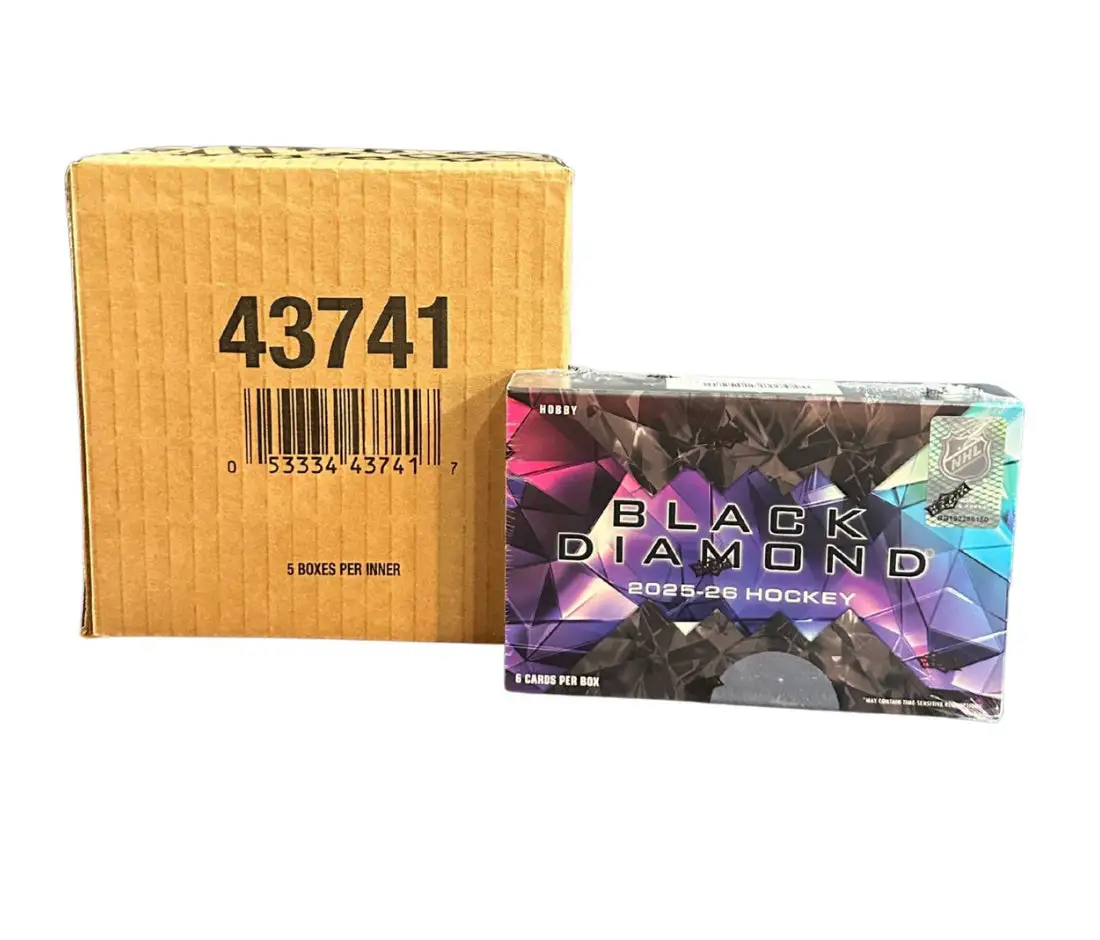 43741
0 53334 43741 7
5 BOXES PER INNER
HOBBY
NHL
BLACK
DIAMOND
2025-26 HOCKEY
6 CARDS PER BOX